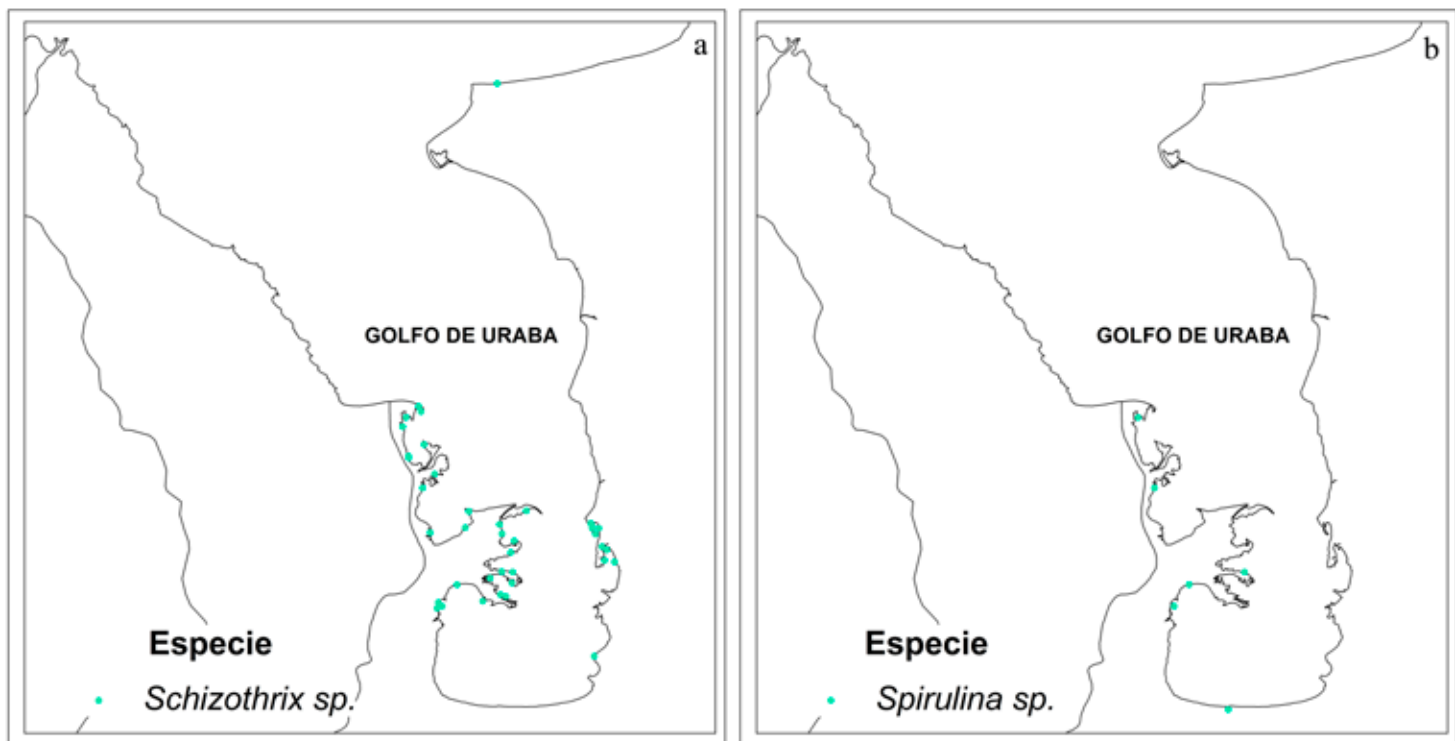 a
GOLFO DE URABA
Especie
Schizothrix sp.
b
GOLFO DE URABA
Especie
Spirulina sp.